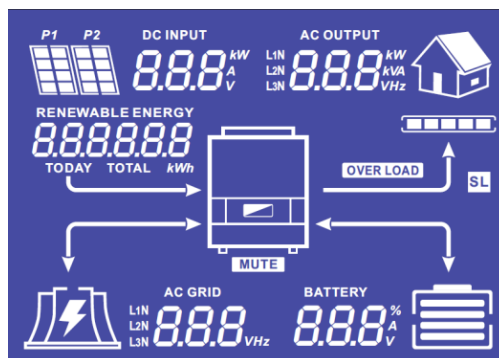 P1 P2 DC INPUT AC OUTPUT
8.8.8 kW A V
L1N L2N L3N 8.8.8 kW kVA VHz
RENEWABLE ENERGY
8.8.8.8.8.8
TODAY TOTAL kWh
OVER LOAD
SL
MUTE
AC GRID BATTERY
L1N L2N L3N 8.8.8 VHz
8.8.8 % A V